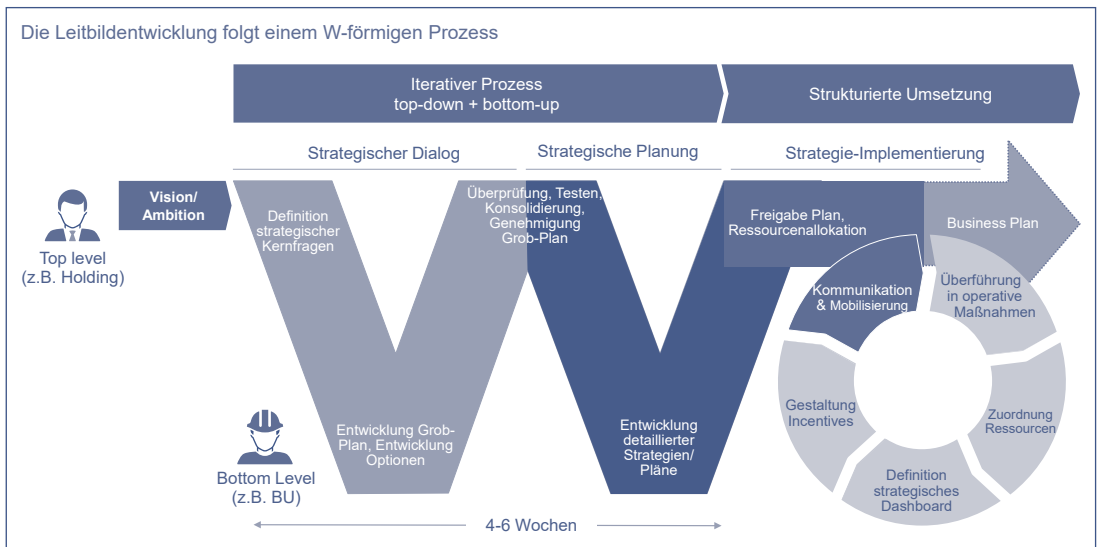 Die Leitbildentwicklung folgt einem W-förmigen Prozess
Iterativer Prozess
top-down + bottom-up
Strukturierte Umsetzung
Strategischer Dialog
Strategische Planung
Strategie-Implementierung
Vision/
Ambition
Top level
(z.B. Holding)
Definition
strategischer
Kernfragen
Überprüfung, Testen,
Konsolidierung,
Genehmigung
Grob-Plan
Freigabe Plan,
Ressourcenallokation
Business Plan
Kommunikation
& Mobilisierung
Überführung
in operative
Maßnahmen
Gestaltung
Incentives
Zuordnung
Ressourcen
Definition
strategisches
Dashboard
Bottom Level
(z.B. BU)
Entwicklung Grob-
Plan, Entwicklung
Optionen
Entwicklung
detaillierter
Strategien/
Pläne
4-6 Wochen